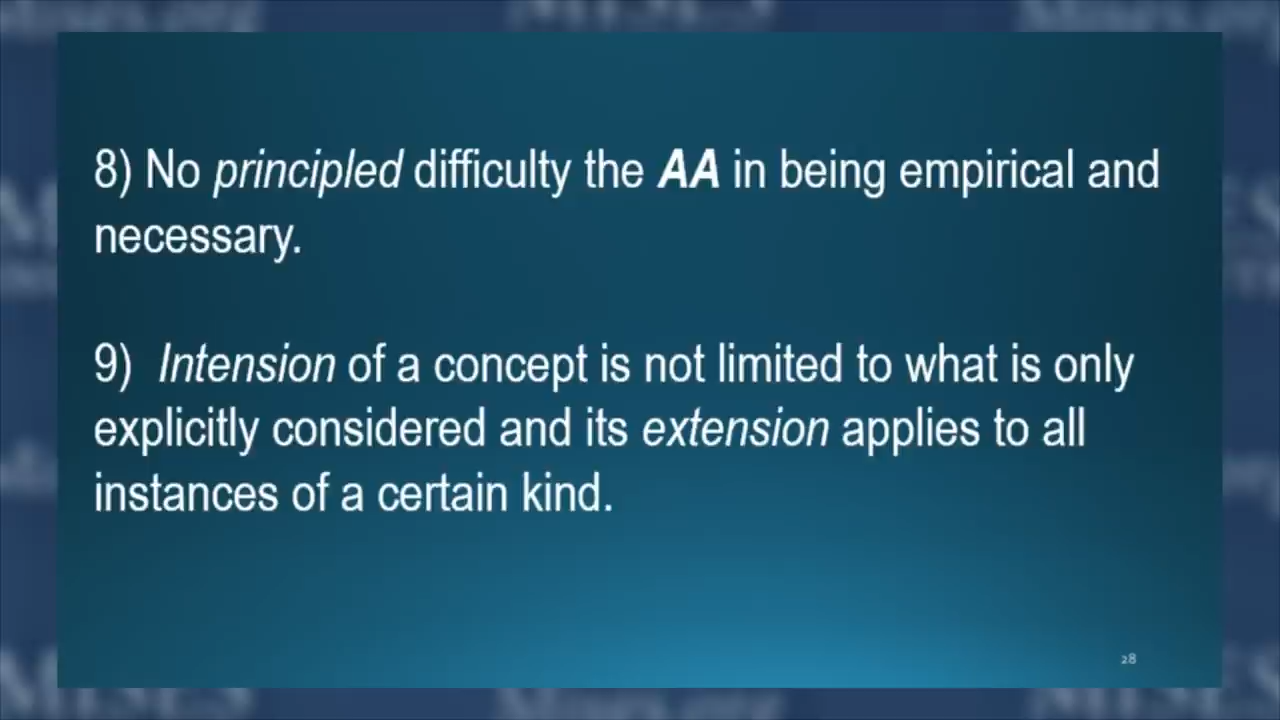 8) No principled difficulty the AA in being empirical and
necessary.
9) Intension of a concept is not limited to what is only
explicitly considered and its extension applies to all
instances of a certain kind.
28